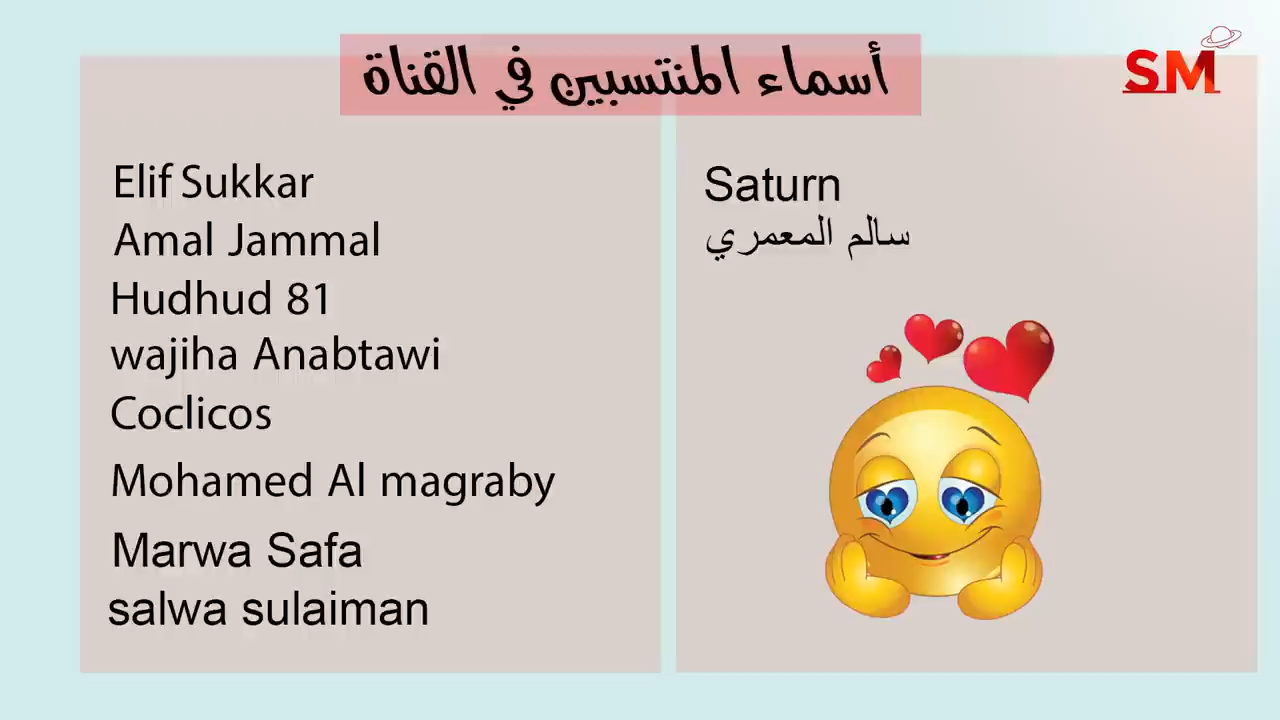 أسماء المنتسبين في القناة
SM
Elif Sukkar
Amal Jammal
Hudhud 81
wajiha Anabtawi
Coclicos
Mohamed Al magraby
Marwa Safa
salwa sulaiman
Saturn
سالم المعمري